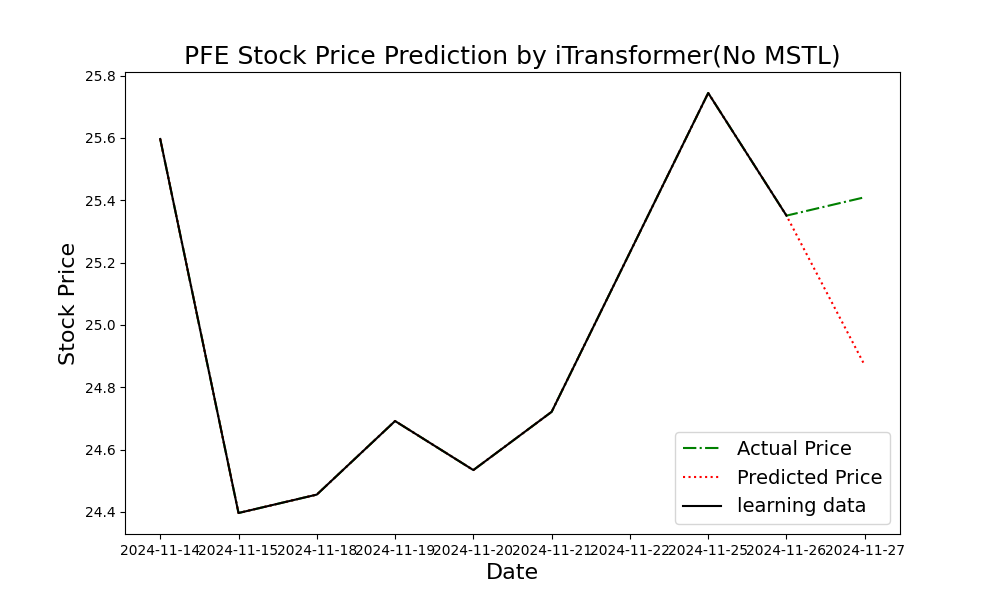 PFE Stock Price Prediction by iTransformer(No MSTL)
25.8
25.6
25.4
25.2
25.0
24.8
24.6
24.4
Stock Price
Actual Price
Predicted Price
learning data
2024-11-14 2024-11-15 2024-11-18 2024-11-19 2024-11-20 2024-11-21 2024-11-22 2024-11-25 2024-11-26 2024-11-27
Date